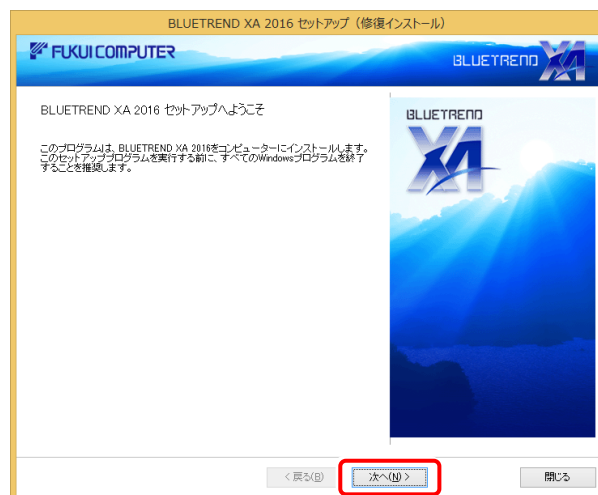 BLUETREND XA 2016 セットアップ（修復インストール）
FUKUI COMPUTER
BLUETREND XA
BLUETREND XA 2016 セットアップへようこそ
このプログラムは、BLUETREND XA 2016をコンピューターにインストールします。
このセットアッププログラムを実行する前に、すべてのWindowsプログラムを終了
することを推奨します。
BLUETREND
XA
< 戻る(B)
次へ(N) >
閉じる